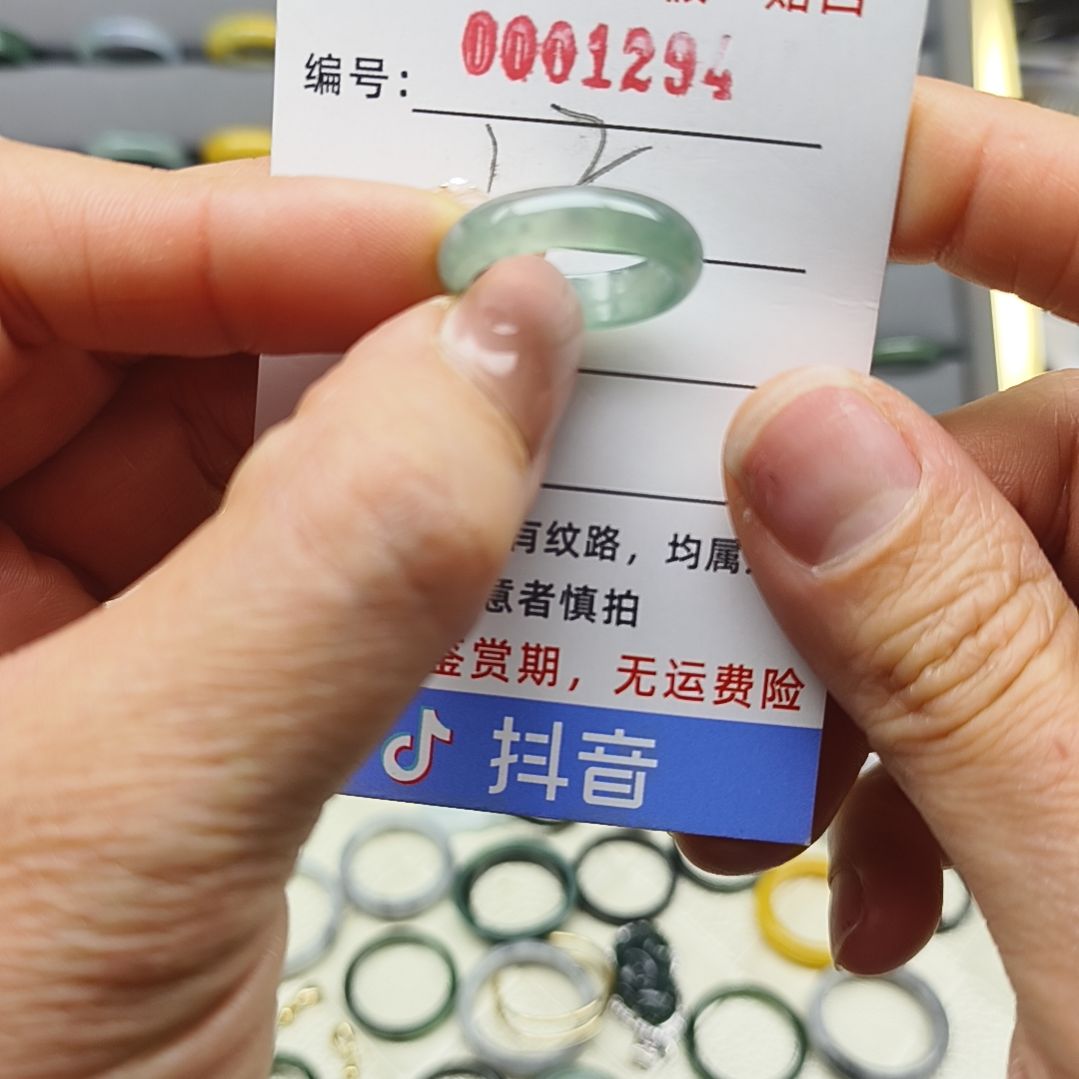 编号：0001294
有纹路，均属
意者慎拍
鉴赏期，无运费险
抖音